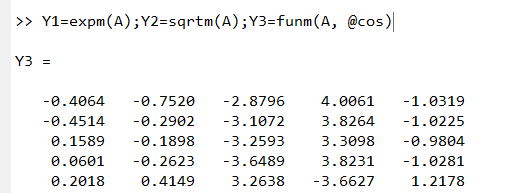 >> Y1=expm(A);Y2=sqrtm(A);Y3=funm(A, @cos)
Y3 =
-0.4064 -0.7520 -2.8796 4.0061 -1.0319
-0.4514 -0.2902 -3.1072 3.8264 -1.0225
0.1589 -0.1898 -3.2593 3.3098 -0.9804
0.0601 -0.2623 -3.6489 3.8231 -1.0281
0.2018 0.4149 3.2638 -3.6627 1.2178